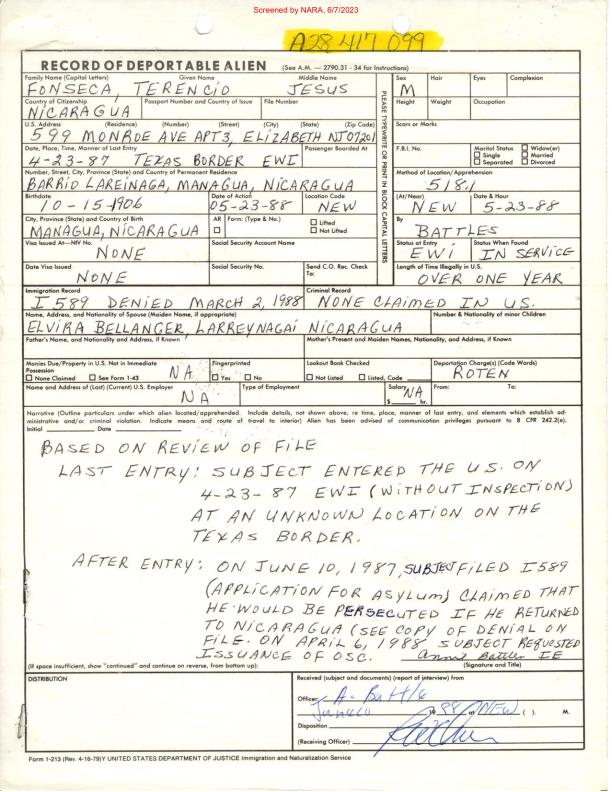 Screened by NARA, 6/7/2023
A28 417 099
RECORD OF DEPORTABLE ALIEN (See A.M. — 2790.31 - 34 for Instructions)
Family Name (Capital Letters) Given Name Middle Name Sex Hair Eyes Complexion
FONSECA, TERENCIO JESUS M
Country of Citizenship Passport Number and Country of Issue File Number Height Weight Occupation
NICARAGUA
U.S. Address (Residence) (Number) (Street) (City) (State) (Zip Code) Scars or Marks
599 MONROE AVE APT 3, ELIZABETH NJ 07201
Date, Place, Time, Manner of Last Entry Passenger Boarded At F.B.I. No. Marital Status Single Separated Widow(er) Married Divorced
4-23-87 TEXAS BORDER EWI
Number, Street, City, Province (State) and Country of Permanent Residence Method of Location/Apprehension
BARRIO LAREINAGA, MANAGUA, NICARAGUA 518.1
Birthdate Date of Action Location Code (At/Near) Date & Hour
10-15-1906 05-23-88 NEW NEW 5-23-88
City, Province (State) and Country of Birth AR Form: (Type & No.) Lifted Not Lifted By
MANAGUA, NICARAGUA BATTLES
Visa Issued At—NIV No. Social Security Account Name Status at Entry Status When Found
NONE EWI IN SERVICE
Date Visa Issued Social Security No. Send C.O. Rec. Check To: Length of Time Illegally in U.S.
NONE OVER ONE YEAR
PLEASE TYPEWRITE OR PRINT IN BLOCK CAPITAL LETTERS
Immigration Record Criminal Record
I589 DENIED MARCH 2, 1988 NONE CLAIMED IN US.
Name, Address, and Nationality of Spouse (Maiden Name, if appropriate) Number & Nationality of minor Children
ELVIRA BELLANGER, LARREYNAGAI NICARAGUA
Father's Name, and Nationality and Address, if Known Mother's Present and Maiden Names, Nationality, and Address, if Known
Monies Due/Property in U.S. Not in Immediate Possession Fingerprinted Lookout Book Checked Deportation Charge(s) (Code Words)
None Claimed See Form 1-43 NA Yes No Not Listed Listed, Code ROTEN
Name and Address of (Last) (Current) U.S. Employer Type of Employment Salary From: To:
NA NA $ hr.
Narrative (Outline particulars under which alien located/apprehended. Include details, not shown above, re time, place, manner of last entry, and elements which establish ad-
ministrative and/or criminal violation. Indicate means and route of travel to interior) Alien has been advised of communication privileges pursuant to 8 CFR 242.2(e).
Initial Date
BASED ON REVIEW OF FILE
LAST ENTRY: SUBJECT ENTERED THE U.S. ON
4-23-87 EWI (WITHOUT INSPECTION)
AT AN UNKNOWN LOCATION ON THE
TEXAS BORDER.
AFTER ENTRY: ON JUNE 10, 1987, SUBJECT FILED I589
(APPLICATION FOR ASYLUM) CLAIMED THAT
HE WOULD BE PERSECUTED IF HE RETURNED
TO NICARAGUA (SEE COPY OF DENIAL ON
FILE. ON APRIL 6, 1988 SUBJECT REQUESTED
ISSUANCE OF OSC. IE
(If space insufficient, show "continued" and continue on reverse, from bottom up): (Signature and Title)
DISTRIBUTION Received (subject and documents) (report of interview) from
Officer:
1988 at NEW ( ). M.
Disposition
(Receiving Officer)
Form 1-213 (Rev. 4-16-79)Y UNITED STATES DEPARTMENT OF JUSTICE Immigration and Naturalization Service